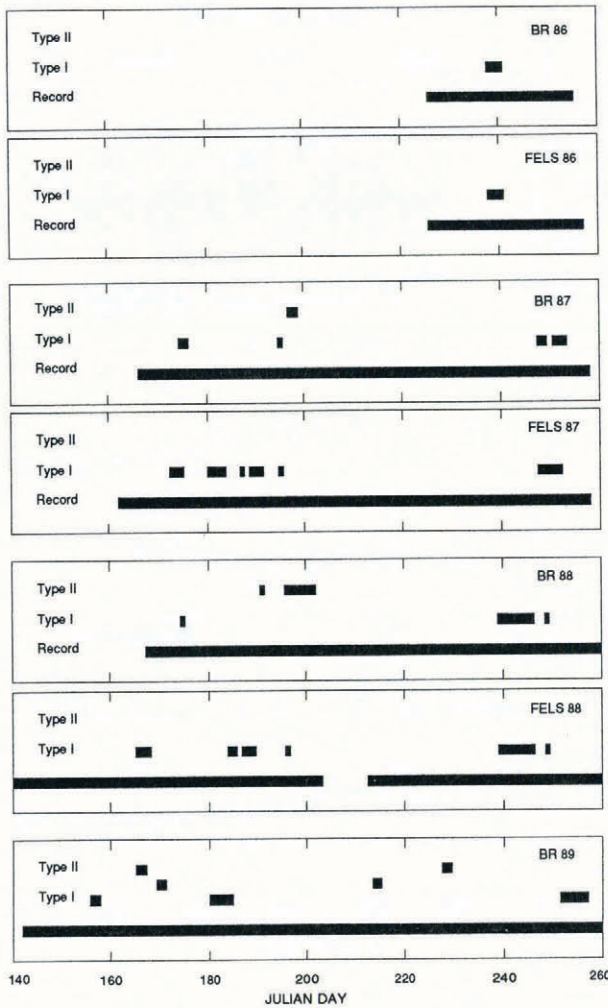 Type II BR 86
Type I
Record
Type II
FELS 86
Type I
Record
Type II BR 87
Type I
Record
Type II FELS 87
Type I
Record
Type II BR 88
Type I
Record
Type II FELS 88
Type I
Type II BR 89
Type I
140 160 180 200 220 240 260
JULIAN DAY